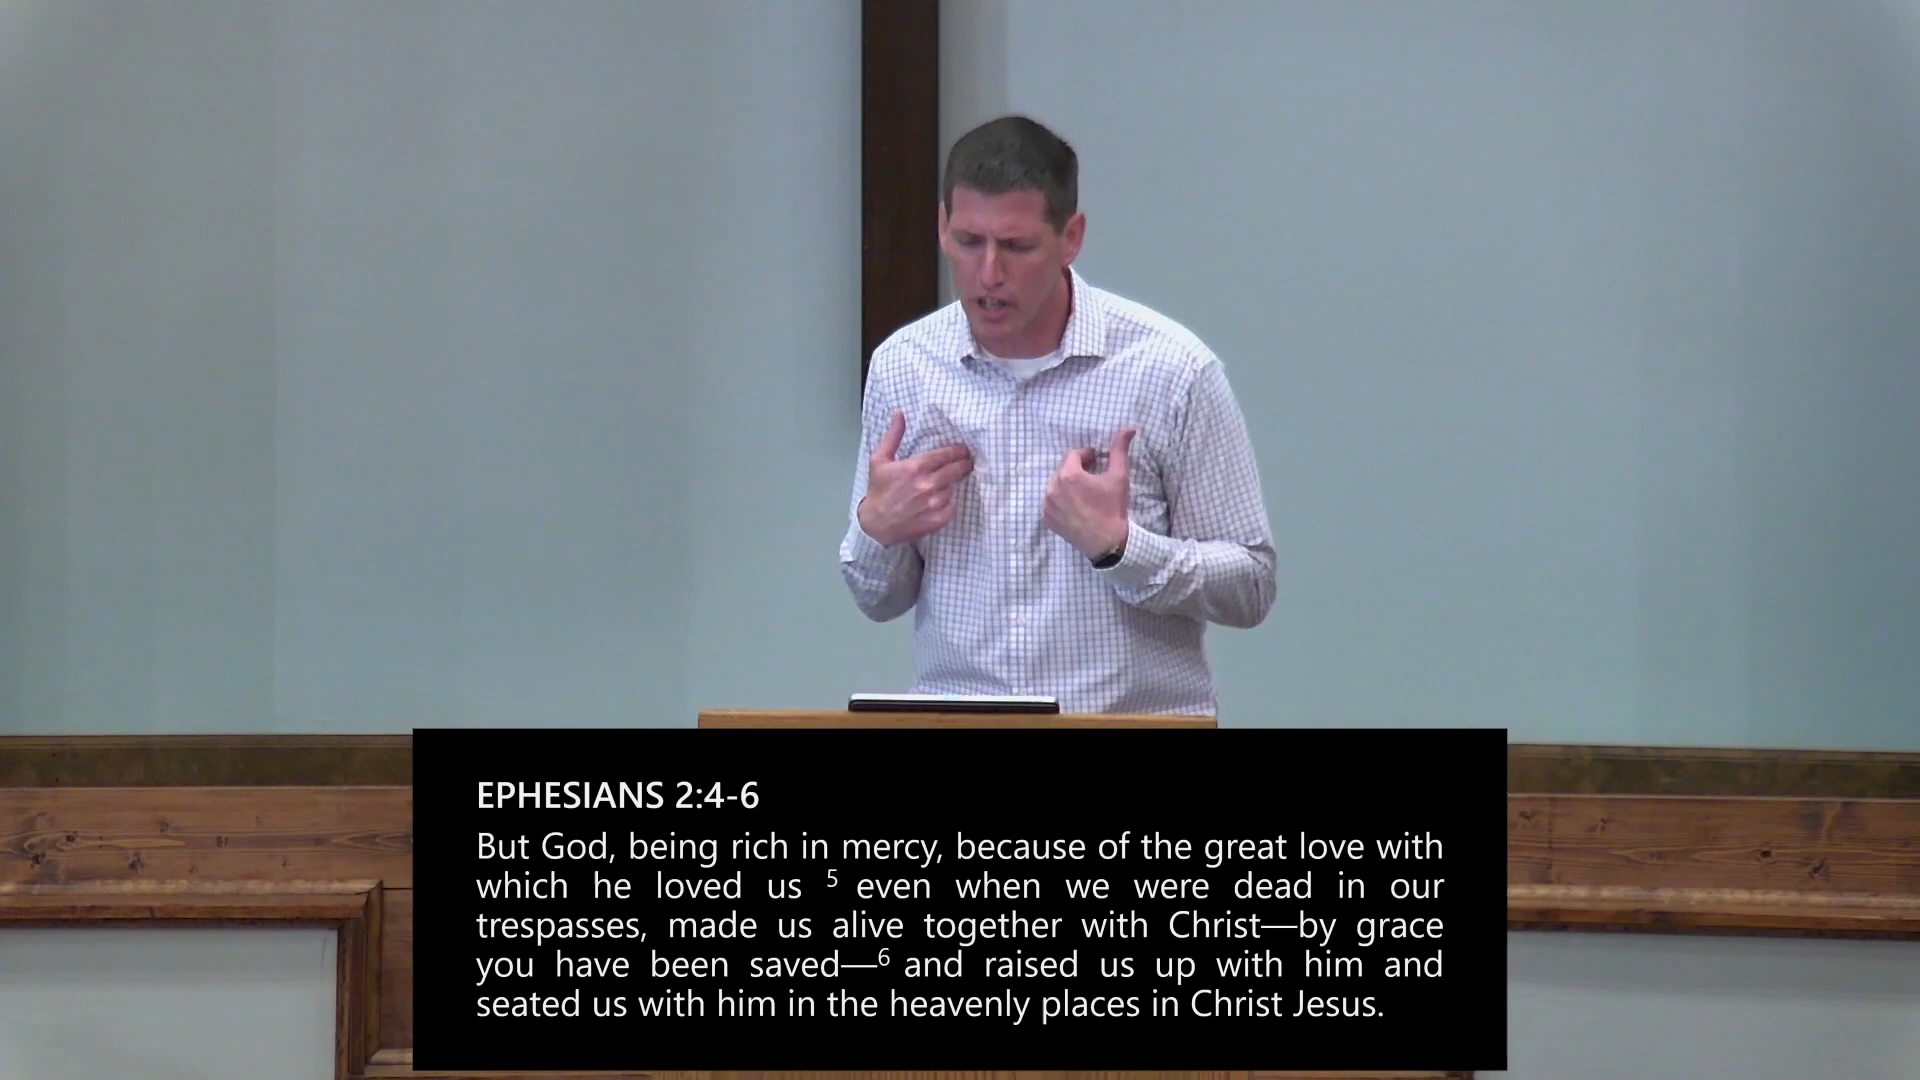 EPHESIANS 2:4-6
But God, being rich in mercy, because of the great love with
which he loved us ⁵ even when we were dead in our
trespasses, made us alive together with Christ—by grace
you have been saved—⁶ and raised us up with him and
seated us with him in the heavenly places in Christ Jesus.